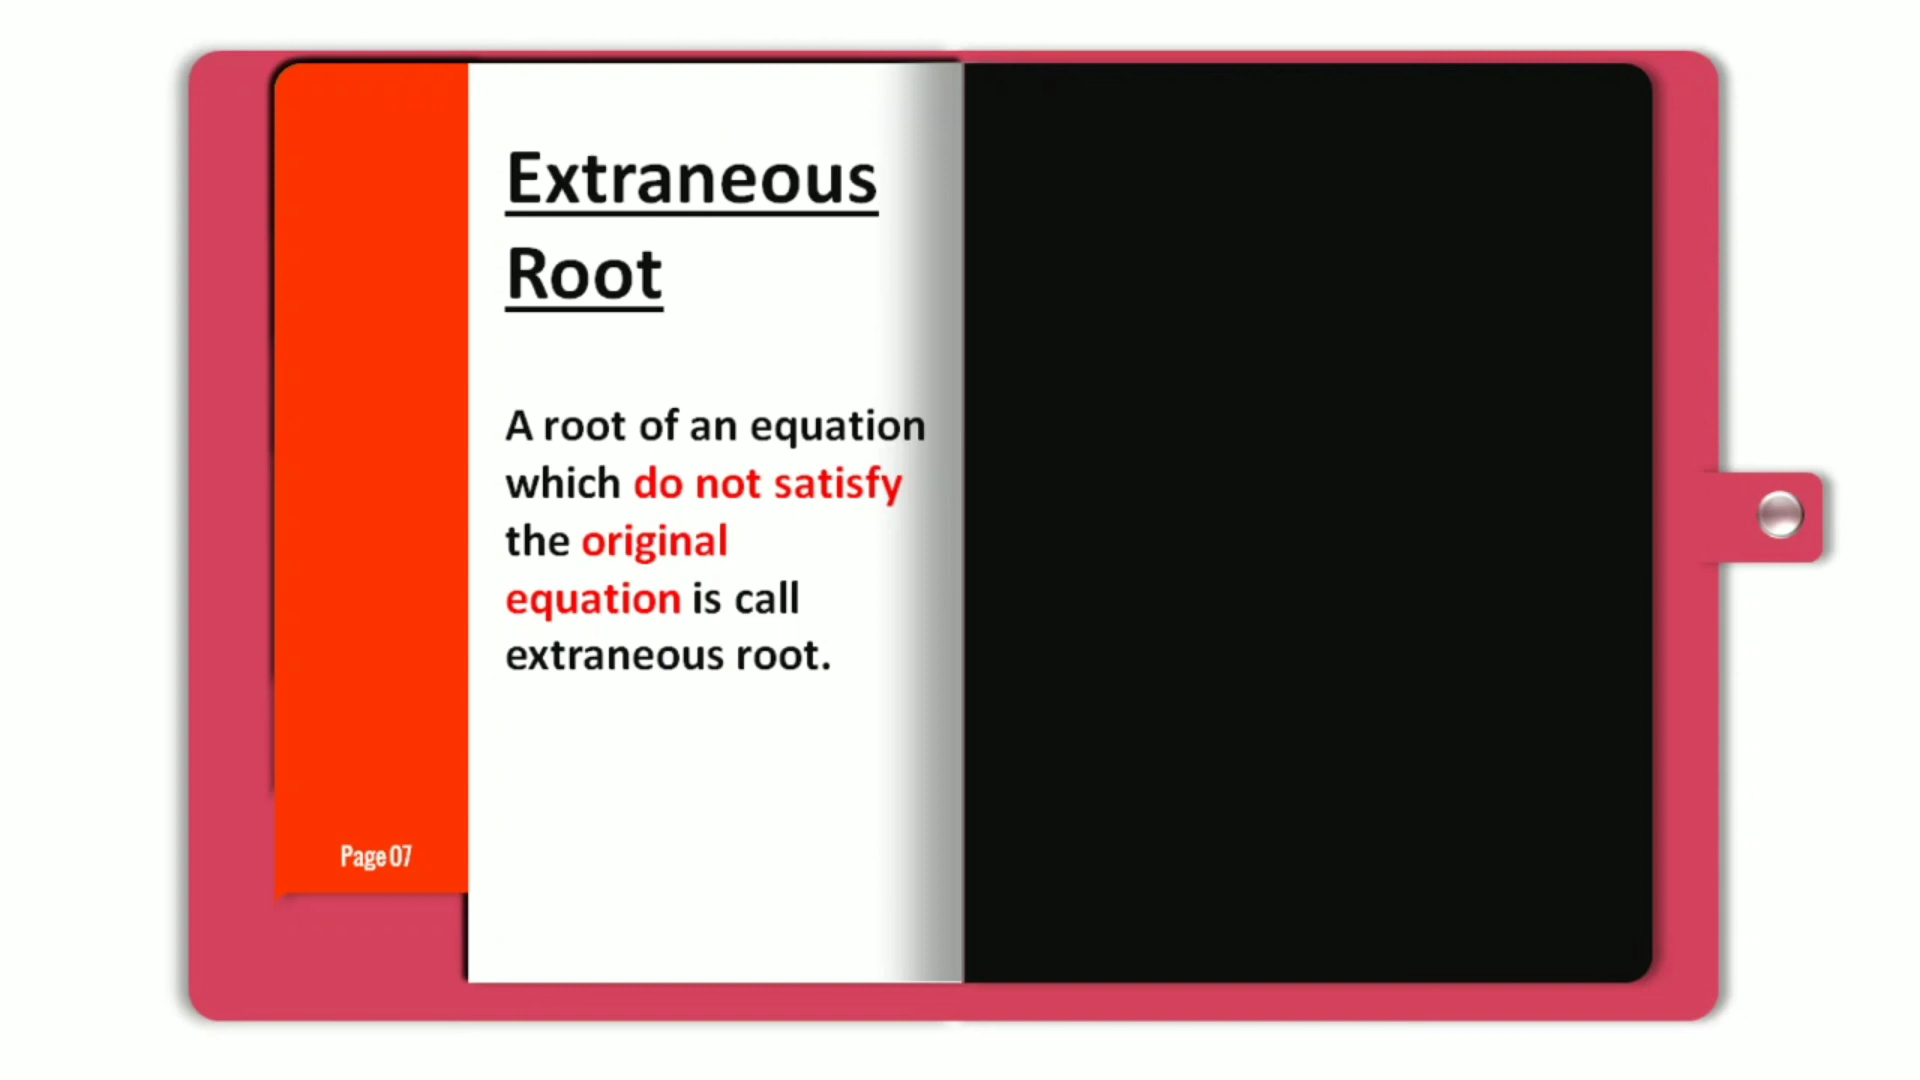 Extraneous
Root
A root of an equation
which do not satisfy
the original
equation is call
extraneous root.
Page 07